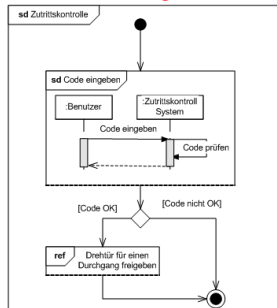 sd Zutrittskontrolle
sd Code eingeben
:Benutzer
:Zutrittskontroll
System
Code eingeben
Code prüfen
[Code OK]
[Code nicht OK]
ref
Drehtür für einen
Durchgang freigeben